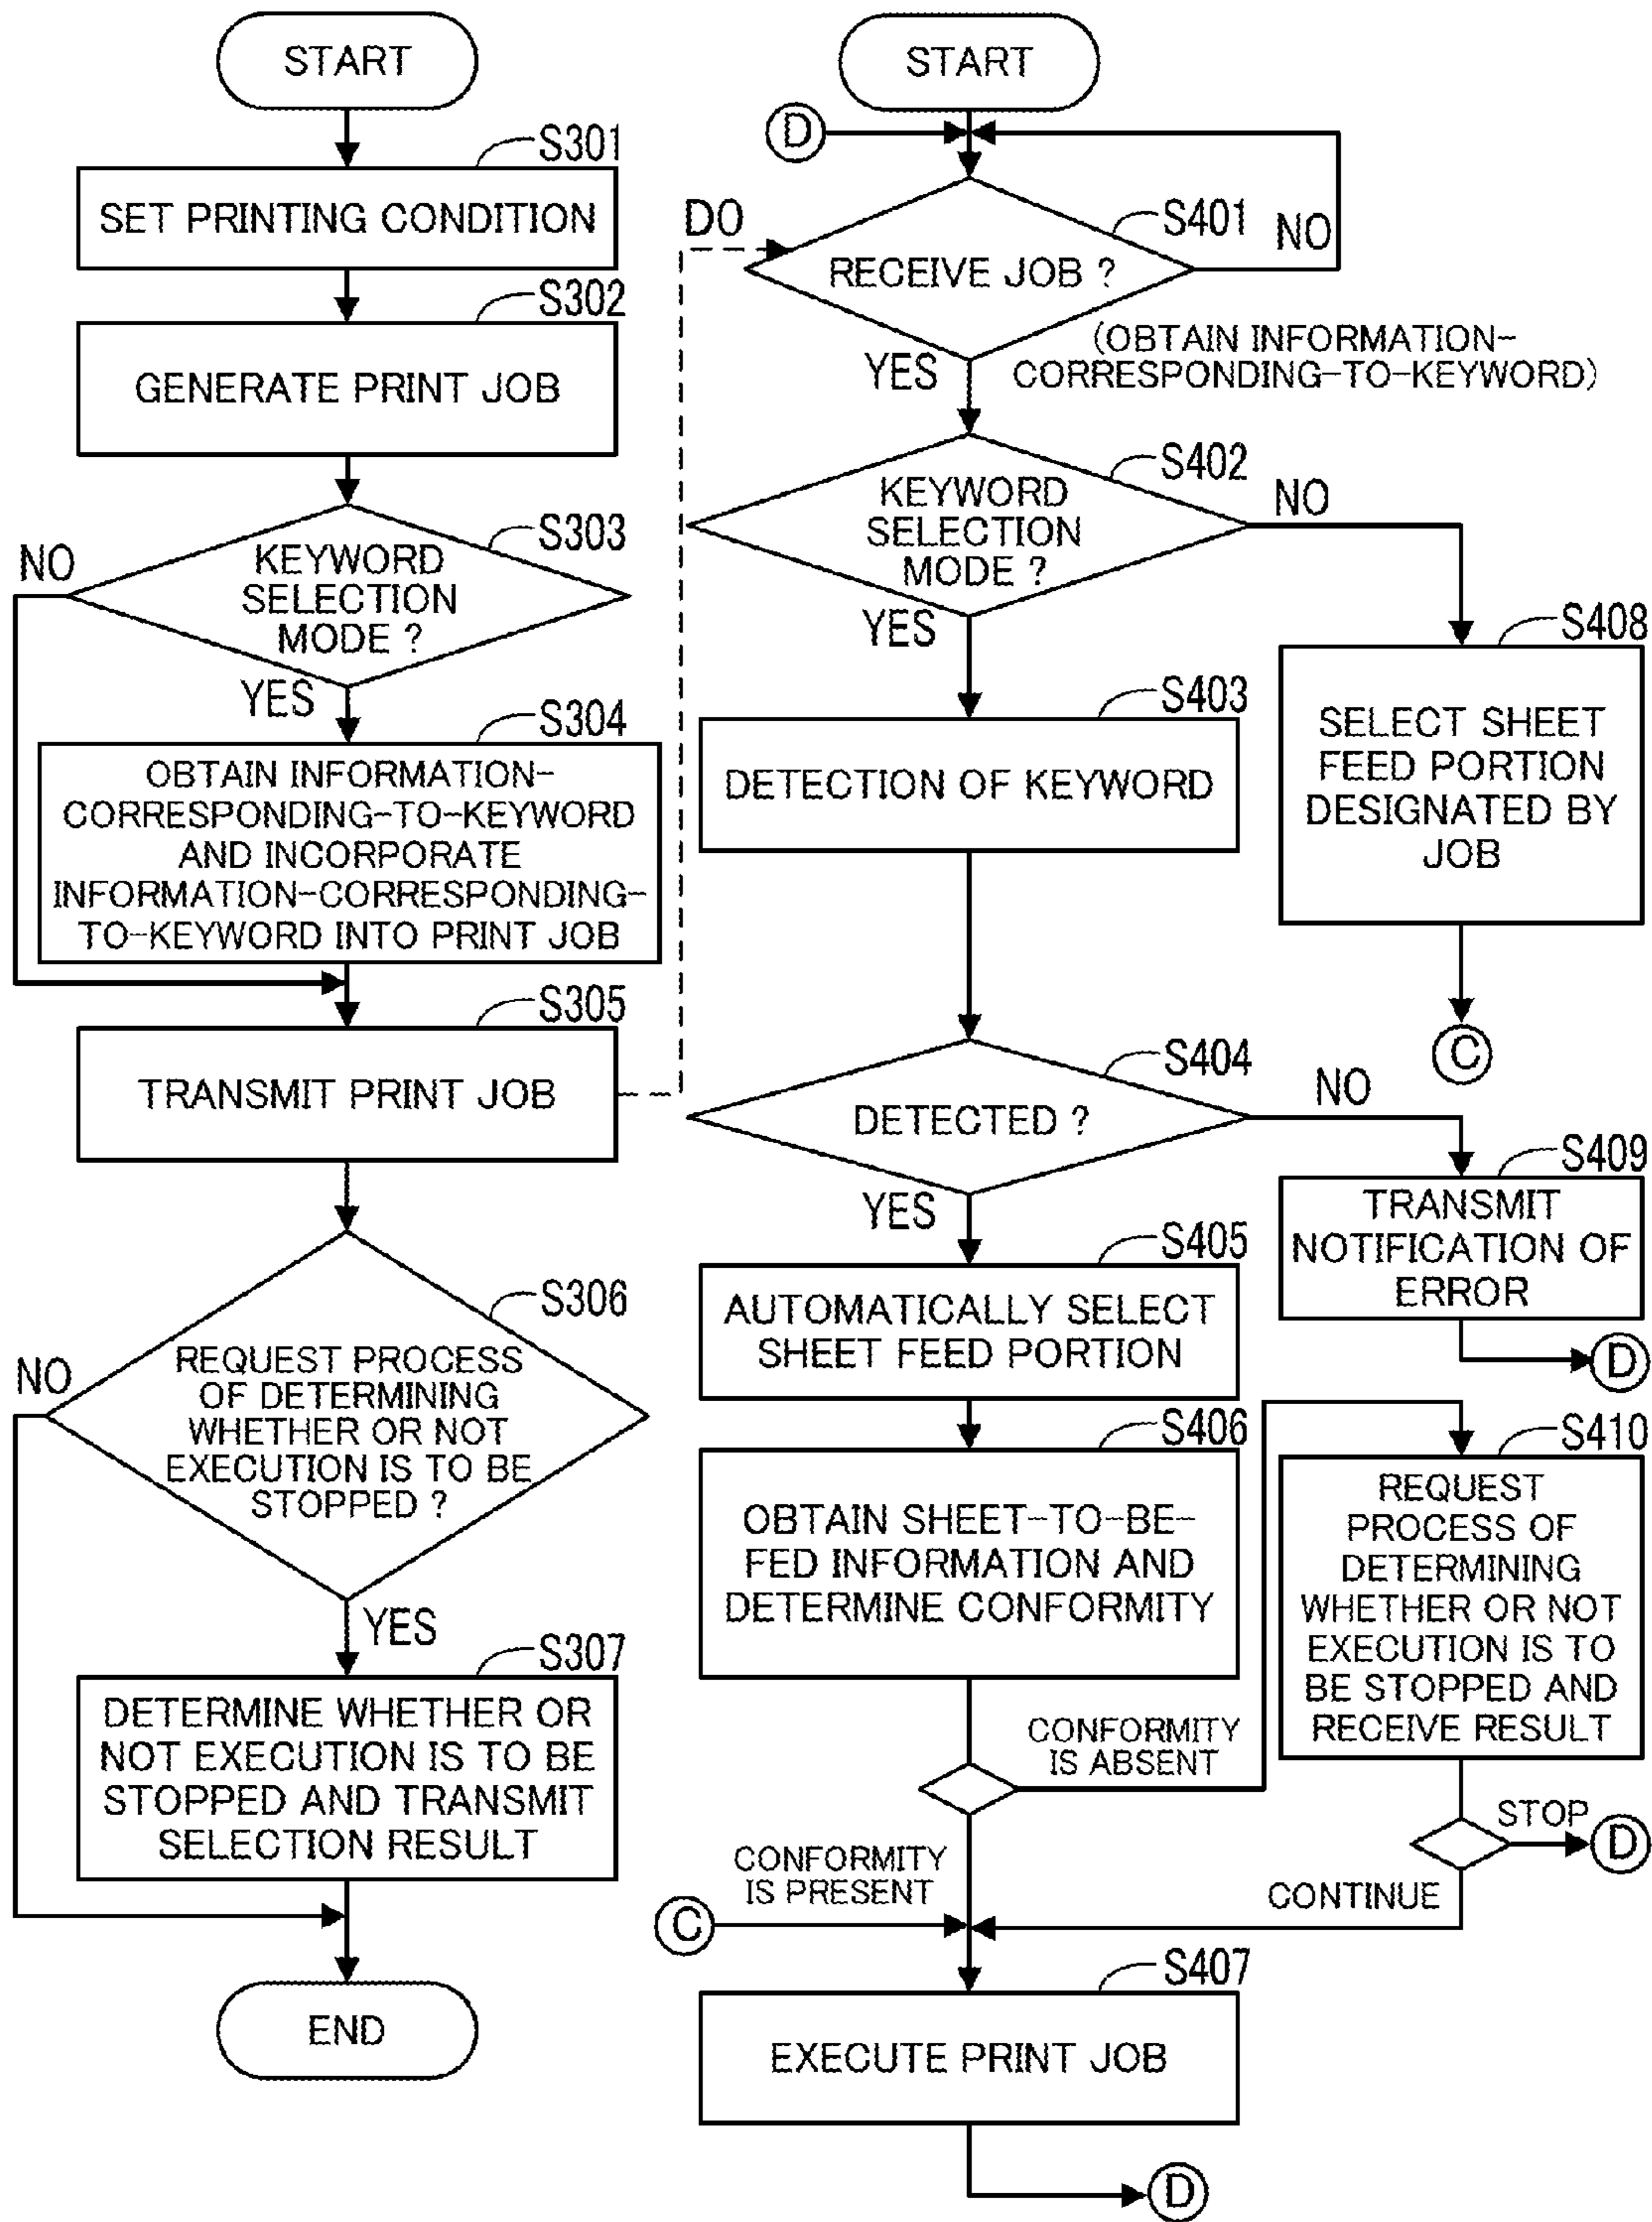 START
S301
SET PRINTING CONDITION
S302
GENERATE PRINT JOB
S303
KEYWORD
SELECTION
MODE ?
NO
YES
S304
OBTAIN INFORMATION-
CORRESPONDING-TO-KEYWORD
AND INCORPORATE
INFORMATION-CORRESPONDING-
TO-KEYWORD INTO PRINT JOB
S305
TRANSMIT PRINT JOB
S306
REQUEST PROCESS
OF DETERMINING
WHETHER OR NOT
EXECUTION IS TO BE
STOPPED ?
NO
YES
S307
DETERMINE WHETHER OR
NOT EXECUTION IS TO BE
STOPPED AND TRANSMIT
SELECTION RESULT
END
START
D
DO
S401
RECEIVE JOB ?
NO
YES
(OBTAIN INFORMATION-
CORRESPONDING-TO-KEYWORD)
S402
KEYWORD
SELECTION
MODE ?
NO
YES
S408
SELECT SHEET
FEED PORTION
DESIGNATED BY
JOB
C
S403
DETECTION OF KEYWORD
S404
DETECTED ?
NO
YES
S409
TRANSMIT
NOTIFICATION OF
ERROR
D
S405
AUTOMATICALLY SELECT
SHEET FEED PORTION
S406
OBTAIN SHEET-TO-BE-
FED INFORMATION AND
DETERMINE CONFORMITY
CONFORMITY
IS ABSENT
S410
REQUEST
PROCESS OF
DETERMINING
WHETHER OR NOT
EXECUTION IS TO
BE STOPPED AND
RECEIVE RESULT
STOP
D
CONTINUE
CONFORMITY
IS PRESENT
C
S407
EXECUTE PRINT JOB
D